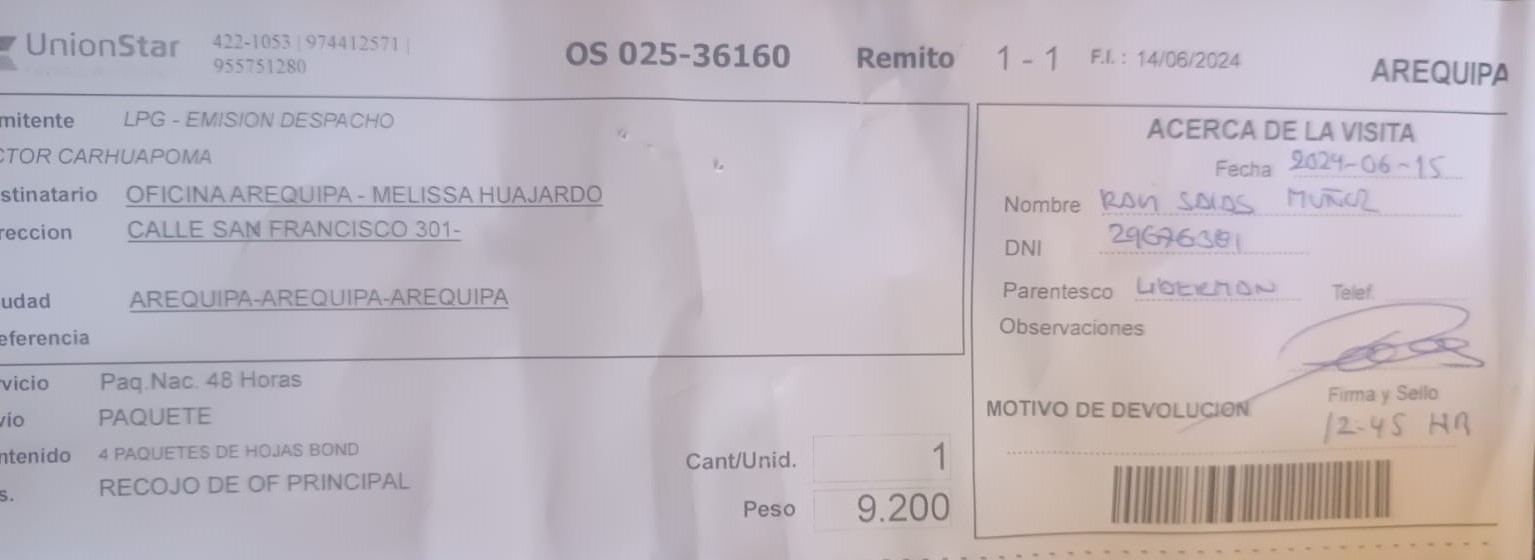 UnionStar 422-1053 | 974412571 |
955751280
OS 025-36160 Remito 1 - 1 F.I. : 14/06/2024
AREQUIPA
mitente LPG - EMISION DESPACHO
CTOR CARHUAPOMA
stinatario OFICINA AREQUIPA - MELISSA HUAJARDO
reccion CALLE SAN FRANCISCO 301-
udad AREQUIPA-AREQUIPA-AREQUIPA
eferencia
rvicio Paq.Nac. 48 Horas
vío PAQUETE
ntenido 4 PAQUETES DE HOJAS BOND
s. RECOJO DE OF PRINCIPAL
Cant/Unid. 1
Peso 9.200
ACERCA DE LA VISITA
Fecha 2024-06-15
Nombre SALAS MUÑOZ
DNI 29676381
Parentesco Telef.
Observaciones
Firma y Sello
MOTIVO DE DEVOLUCION
12-45 HR